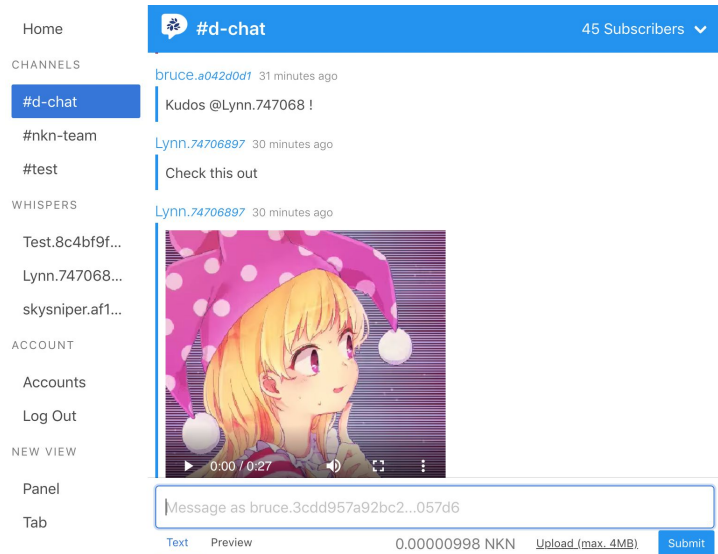 Home
CHANNELS
#d-chat
#nkn-team
#test
WHISPERS
Test.8c4bf9f...
Lynn.747068...
skysniper.af1...
ACCOUNT
Accounts
Log Out
NEW VIEW
Panel
Tab
#d-chat
45 Subscribers
bruce.a042d0d1 31 minutes ago
Kudos @Lynn.747068 !
Lynn.74706897 30 minutes ago
Check this out
Lynn.74706897 30 minutes ago
0:00 / 0:27
Message as bruce.3cdd957a92bc2...057d6
Text Preview 0.00000998 NKN Upload (max. 4MB) Submit